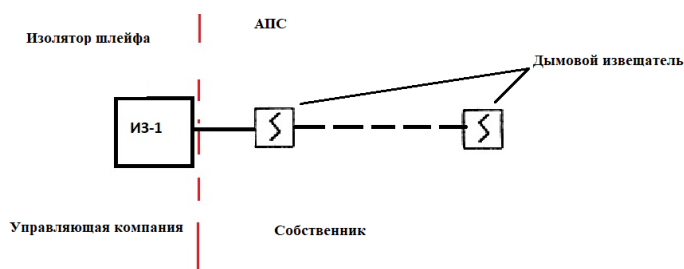 АПС
Изолятор шлейфа
Дымовой извещатель
ИЗ-1
Управляющая компания
Собственник